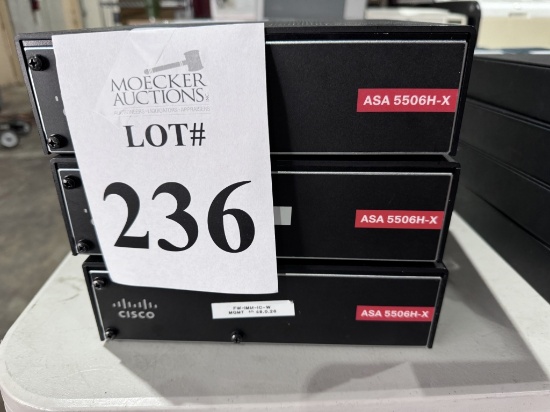 MOECKER
AUCTIONS
LOT#
236
ASA 5506H-X
ASA 5506H-X
CISCO
ASA 5506H-X